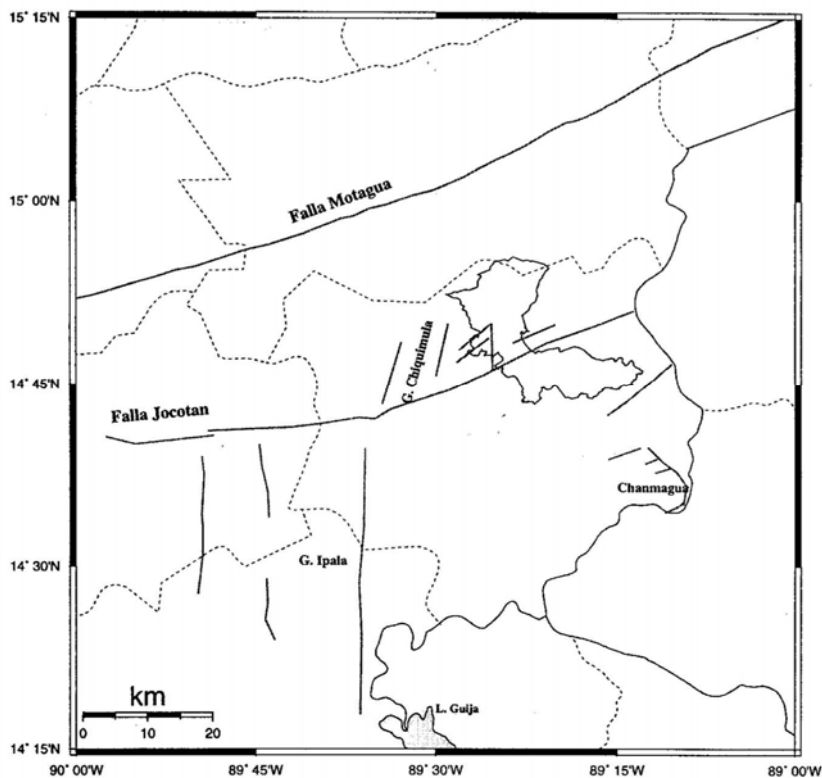 15° 15'N
15° 00'N
Falla Motagua
G. Chiquimula
14° 45'N
Falla Jocotan
Chanmagua
14° 30'N
G. Ipala
km
0 10 20
L. Guija
14° 15'N
90° 00'W 89° 45'W 89° 30'W 89° 15'W 89° 00'W